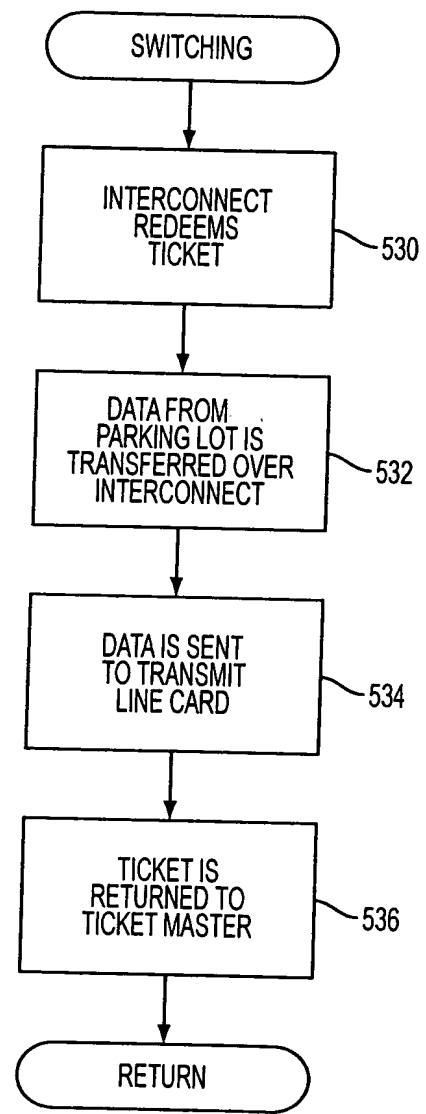 SWITCHING
INTERCONNECT
REDEEMS
TICKET
530
DATA FROM
PARKING LOT IS
TRANSFERRED OVER
INTERCONNECT
532
DATA IS SENT
TO TRANSMIT
LINE CARD
534
TICKET IS
RETURNED TO
TICKET MASTER
536
RETURN